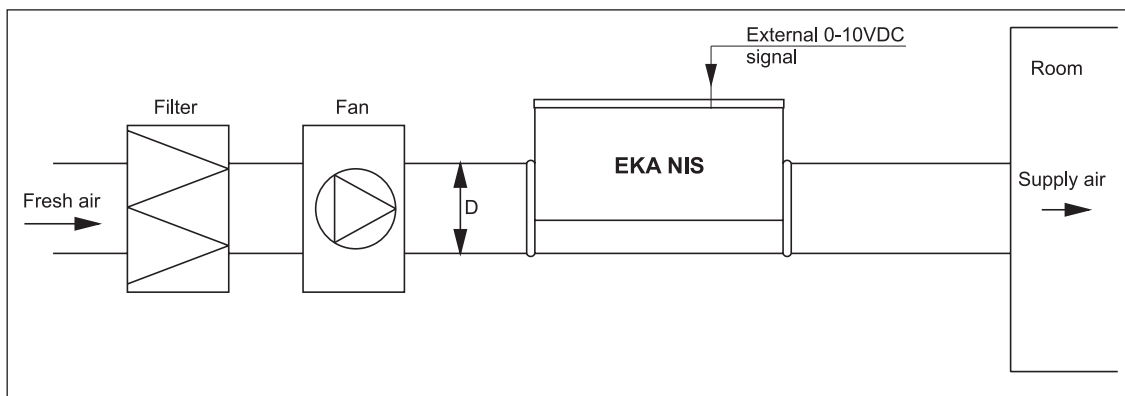 External 0-10VDC
signal
Room
Filter
Fan
EKA NIS
Fresh air
D
Supply air